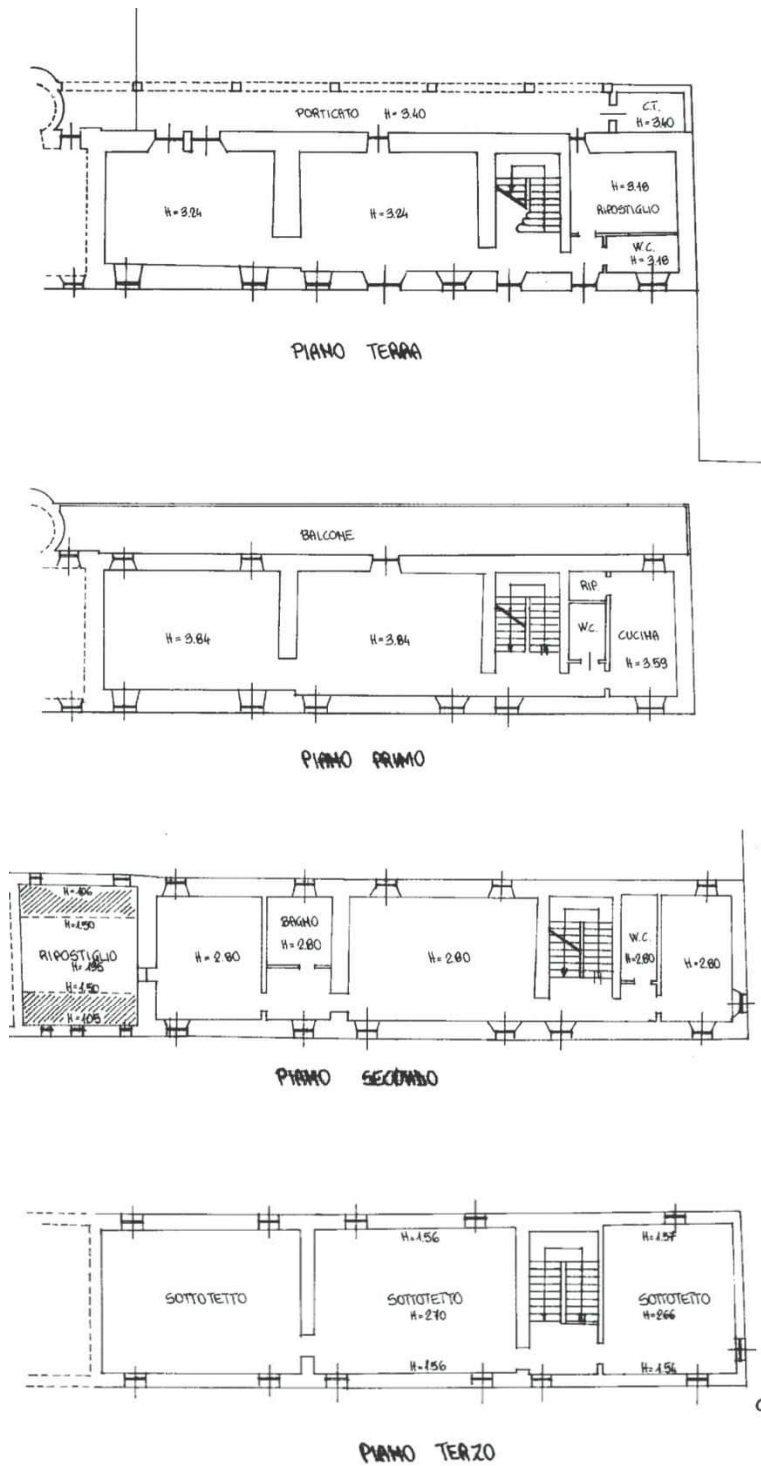 PORTICATO H=3.40
C.T.
H=3.40
H=3.24
H=3.24
H=3.18
RIPOSTIGLIO
W.C.
H=3.18
PIANO TERRA
BALCONE
H=3.84
H=3.84
RIP.
W.C.
CUCINA
H=3.59
PIANO PRIMO
H=1.06
H=1.50
RIPOSTIGLIO
H=1.95
H=1.50
H=1.05
H=2.80
BAGNO
H=2.80
H=2.80
W.C.
H=2.80
H=2.80
PIANO SECONDO
SOTTOTETTO
H=1.56
SOTTOTETTO
H=2.70
H=1.56
H=1.57
SOTTOTETTO
H=2.66
H=1.54
PIANO TERZO